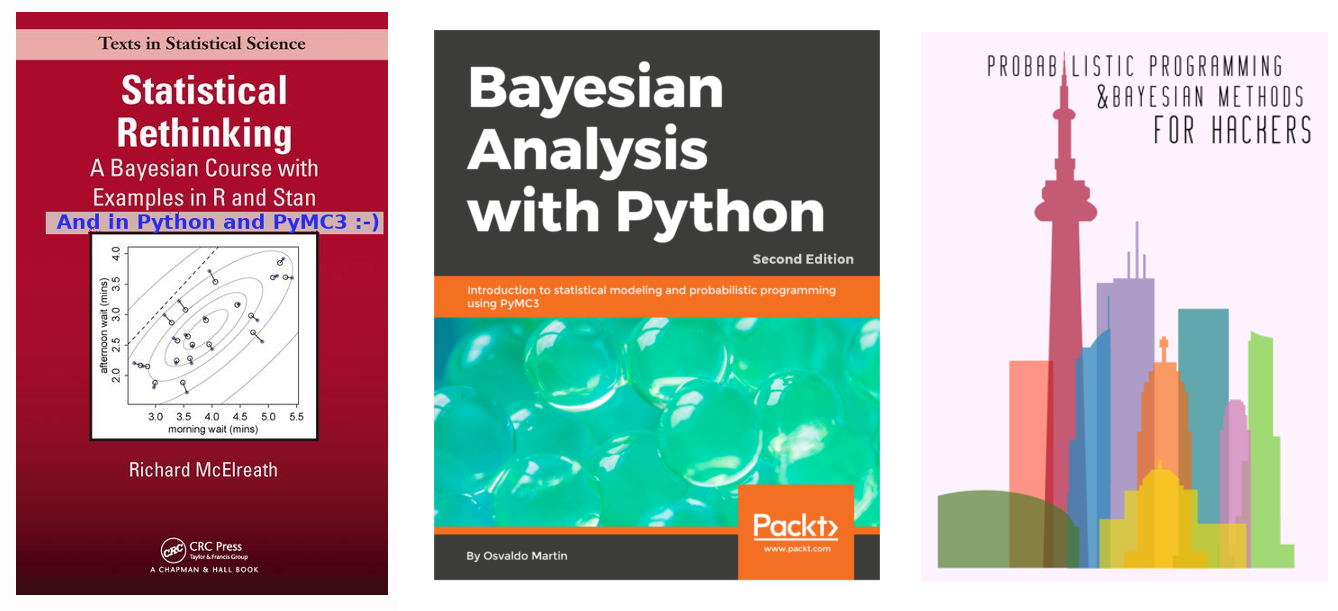 Texts in Statistical Science
Statistical
Rethinking
A Bayesian Course with
Examples in R and Stan
And in Python and PyMC3 :-)
4.0
3.5
3.0
2.5
2.0
afternoon wait (mins)
3.0 3.5 4.0 4.5 5.0 5.5
morning wait (mins)
Richard McElreath
CRC
CRC Press
Taylor & Francis Group
A CHAPMAN & HALL BOOK
Bayesian
Analysis
with Python
Second Edition
Introduction to statistical modeling and probabilistic programming
using PyMC3
Packt>
www.packt.com
By Osvaldo Martin
PROBABILISTIC PROGRAMMING
&BAYESIAN METHODS
FOR HACKERS